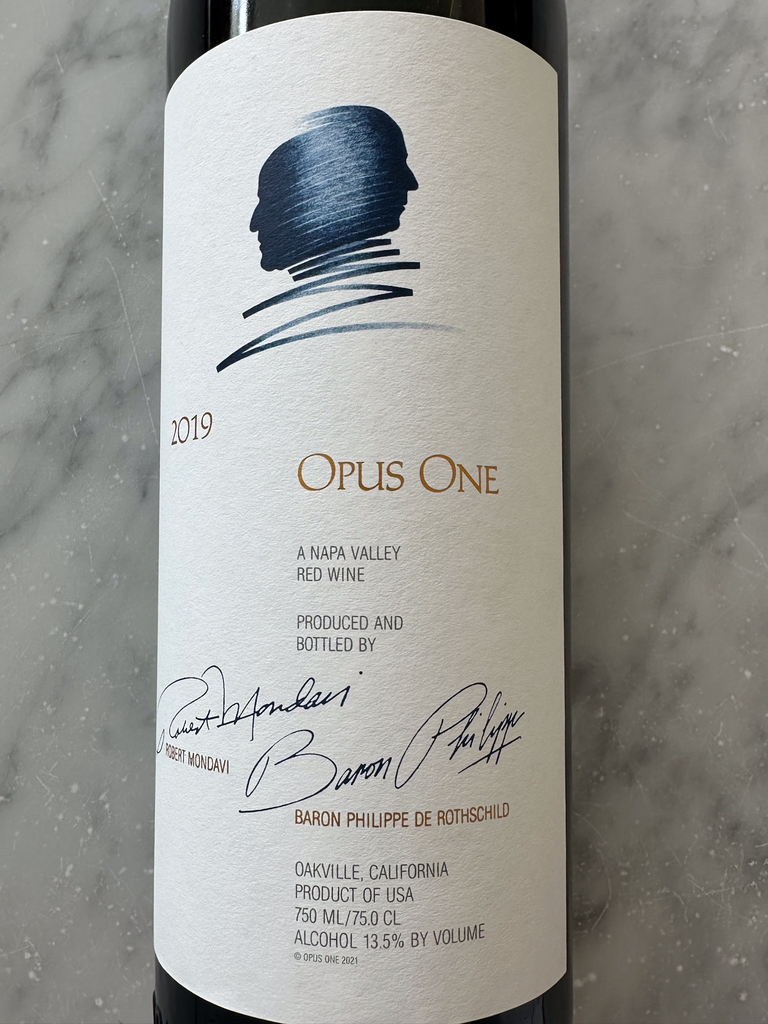 2019
OPUS ONE
A NAPA VALLEY
RED WINE
PRODUCED AND
BOTTLED BY
Robert Mondavi
ROBERT MONDAVI
Baron Philippe
BARON PHILIPPE DE ROTHSCHILD
OAKVILLE, CALIFORNIA
PRODUCT OF USA
750 ML/75.0 CL
ALCOHOL 13.5% BY VOLUME
© OPUS ONE 2021